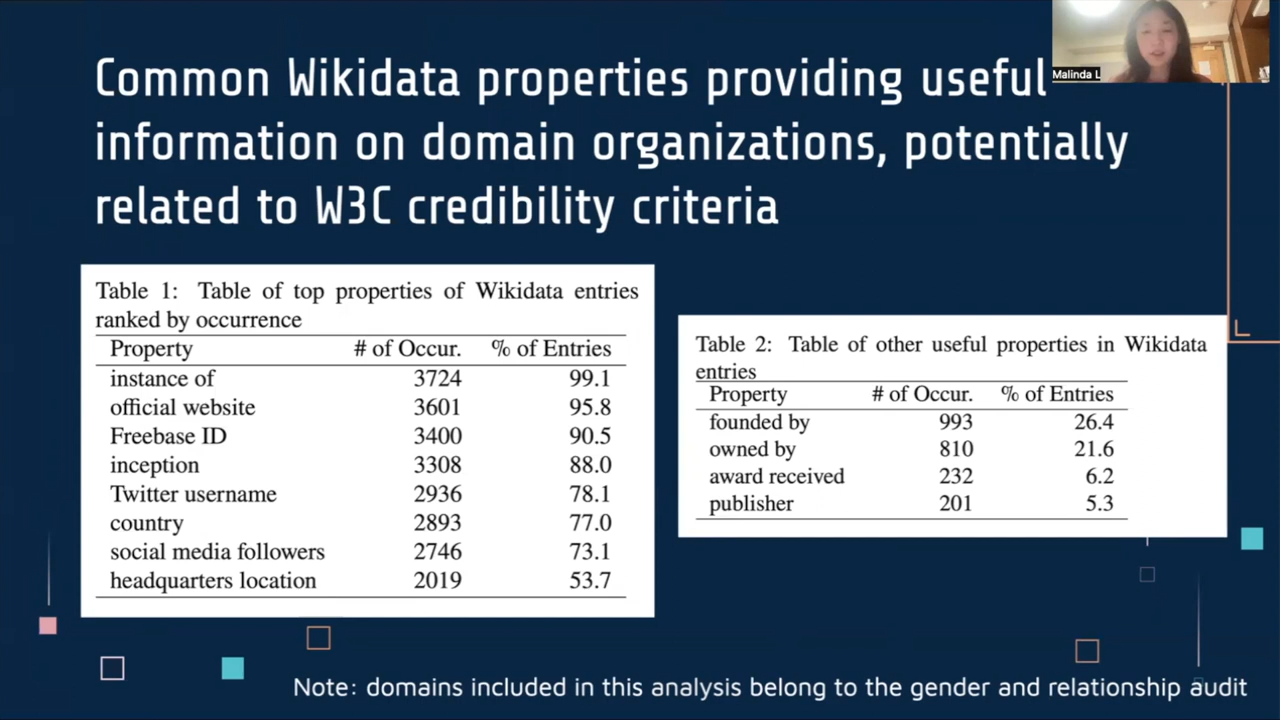 Common Wikidata properties providing useful
information on domain organizations, potentially
related to W3C credibility criteria
Malinda L
Table 1: Table of top properties of Wikidata entries
ranked by occurrence
Property # of Occur. % of Entries
instance of 3724 99.1
official website 3601 95.8
Freebase ID 3400 90.5
inception 3308 88.0
Twitter username 2936 78.1
country 2893 77.0
social media followers 2746 73.1
headquarters location 2019 53.7
Table 2: Table of other useful properties in Wikidata
entries
Property # of Occur. % of Entries
founded by 993 26.4
owned by 810 21.6
award received 232 6.2
publisher 201 5.3
Note: domains included in this analysis belong to the gender and relationship audit